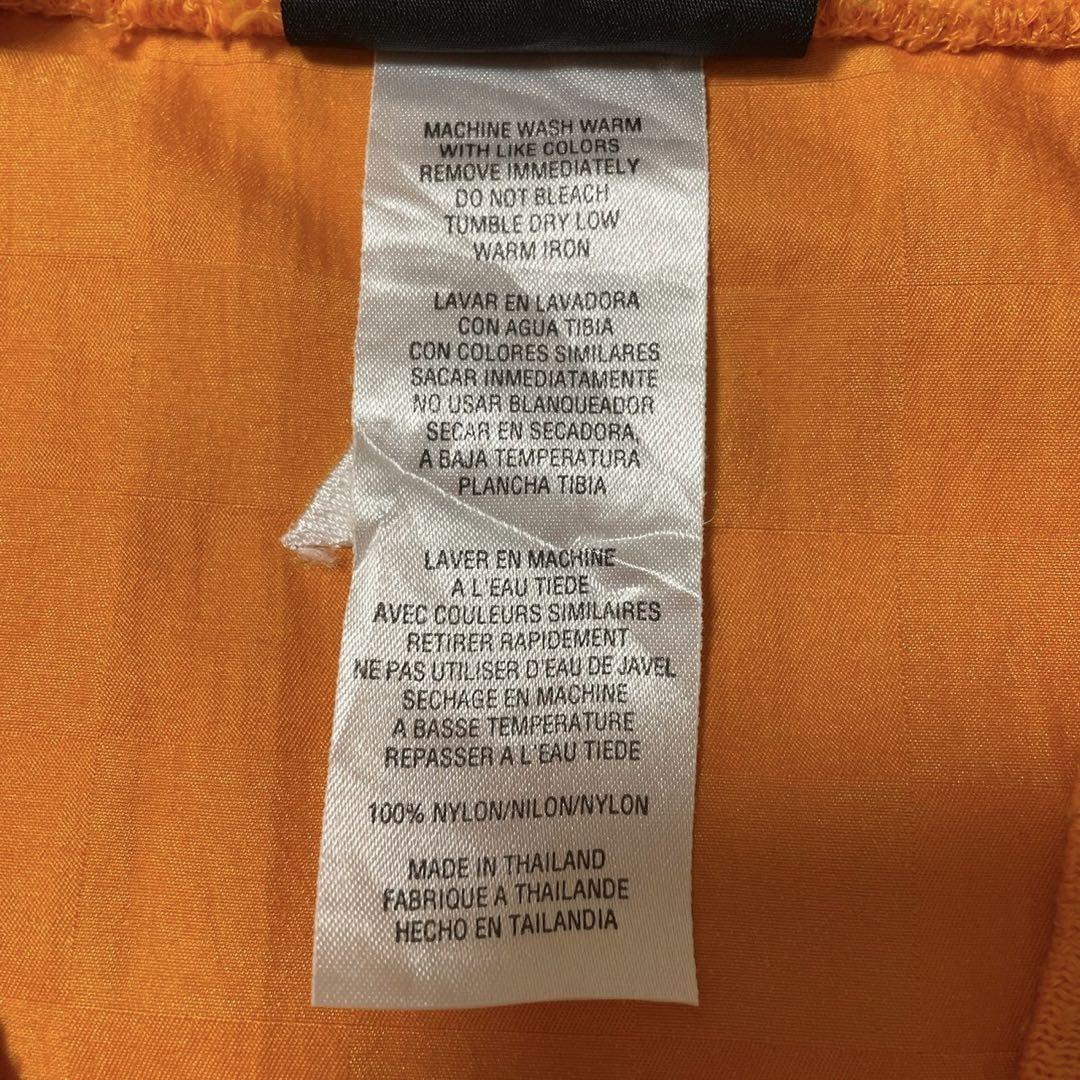 MACHINE WASH WARM
WITH LIKE COLORS
REMOVE IMMEDIATELY
DO NOT BLEACH
TUMBLE DRY LOW
WARM IRON
LAVAR EN LAVADORA
CON AGUA TIBIA
CON COLORES SIMILARES
SACAR INMEDIATAMENTE
NO USAR BLANQUEADOR
SECAR EN SECADORA,
A BAJA TEMPERATURA
PLANCHA TIBIA
LAVER EN MACHINE
A L'EAU TIEDE
AVEC COULEURS SIMILAIRES
RETIRER RAPIDEMENT
NE PAS UTILISER D'EAU DE JAVEL
SECHAGE EN MACHINE
A BASSE TEMPERATURE
REPASSER A L'EAU TIEDE
100% NYLON/NILON/NYLON
MADE IN THAILAND
FABRIQUE A THAILANDE
HECHO EN TAILANDIA